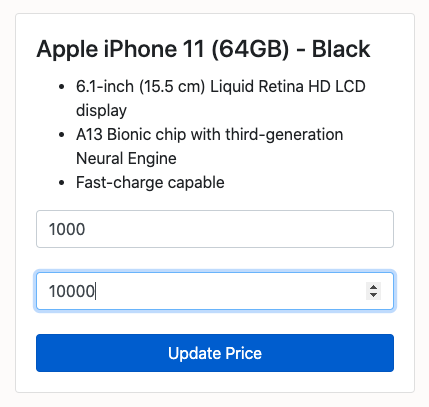 Apple iPhone 11 (64GB) - Black
• 6.1-inch (15.5 cm) Liquid Retina HD LCD
display
• A13 Bionic chip with third-generation
Neural Engine
• Fast-charge capable
1000
10000
Update Price